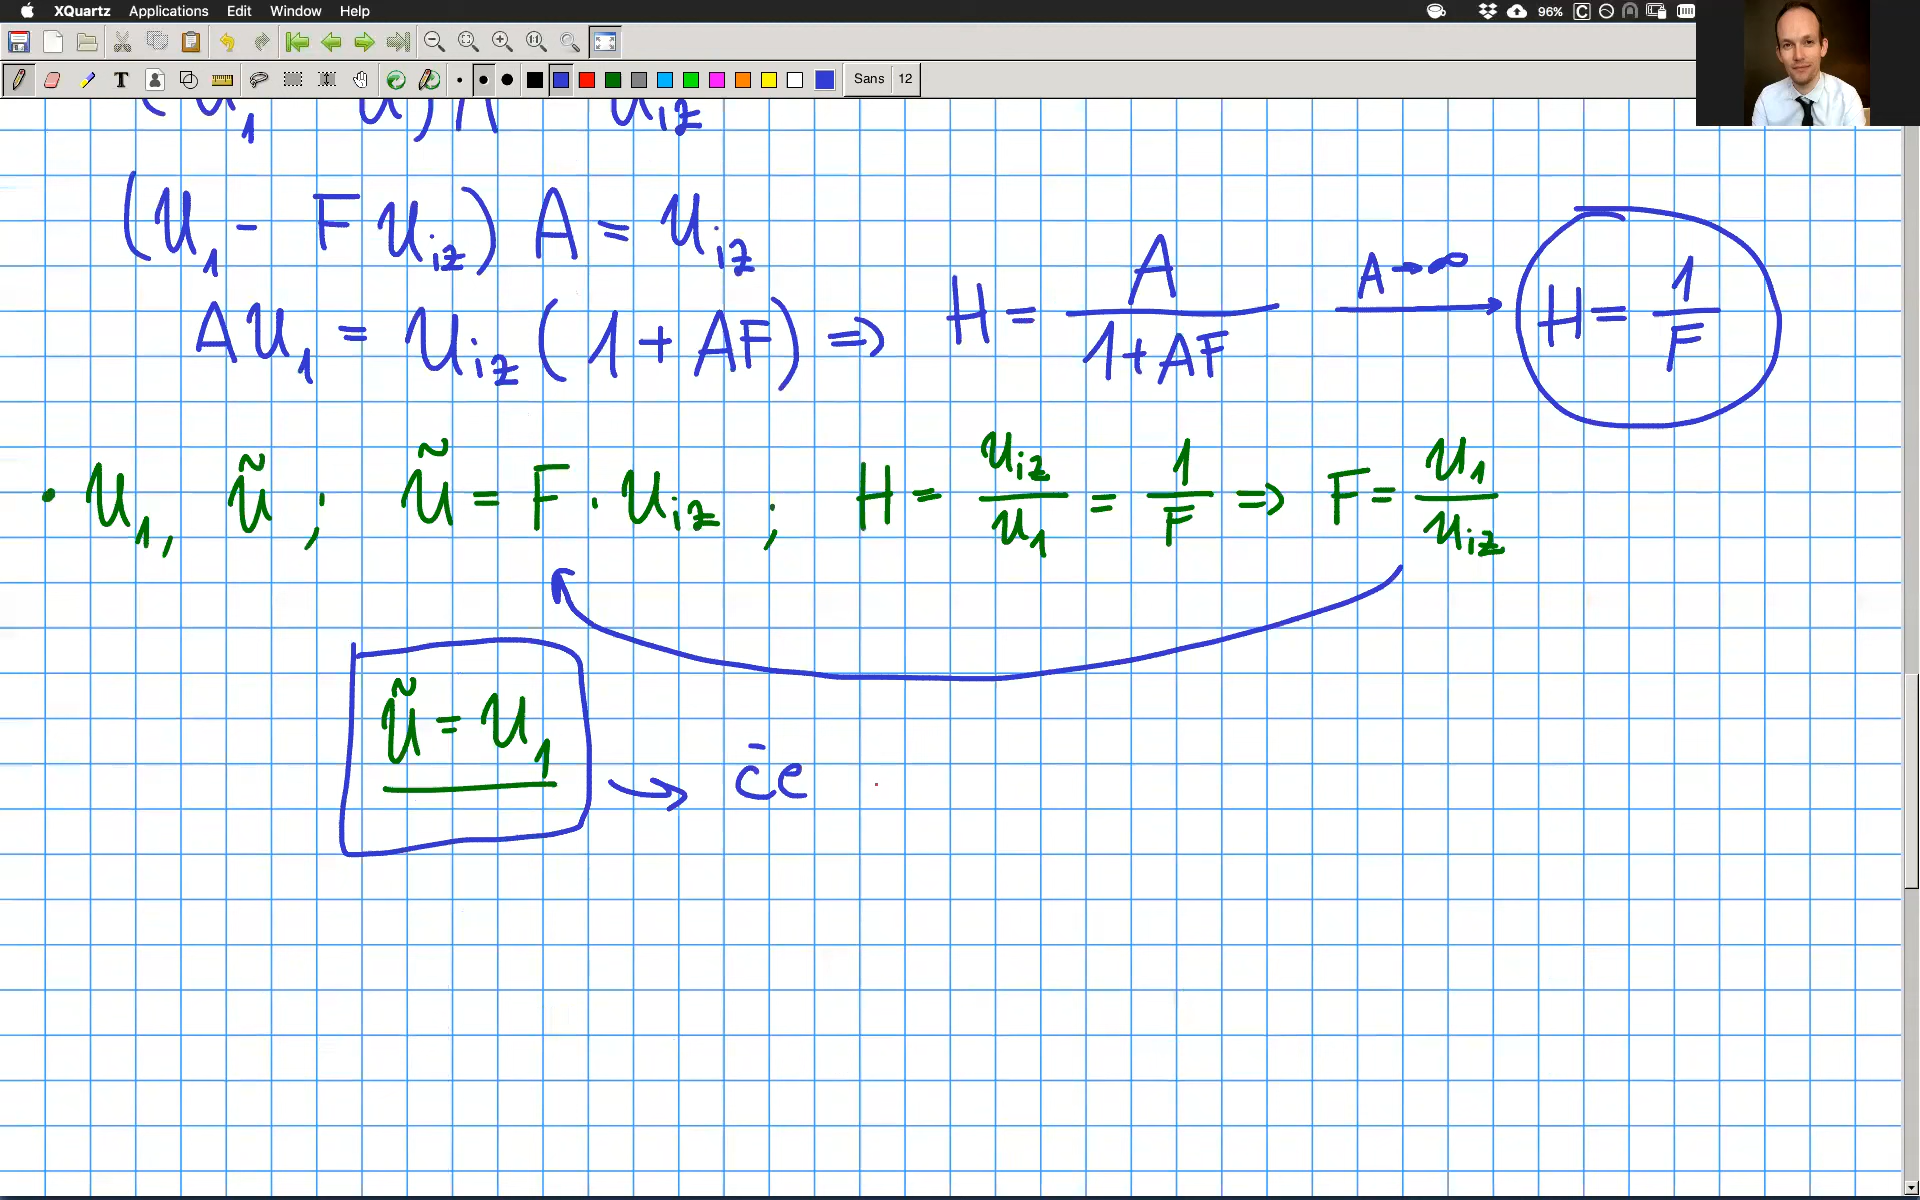 XQuartz Applications Edit Window Help 96%
T Sans 12
(U₁ - FU_iz) A = U_iz
AU₁ = U_iz (1 + AF) ⇒ H = A / (1 + AF) A→∞ H = 1/F
• U₁, ũ ; ũ = F · U_iz ; H = U_iz/U₁ = 1/F ⇒ F = U₁/U_iz
ũ = U₁ → če